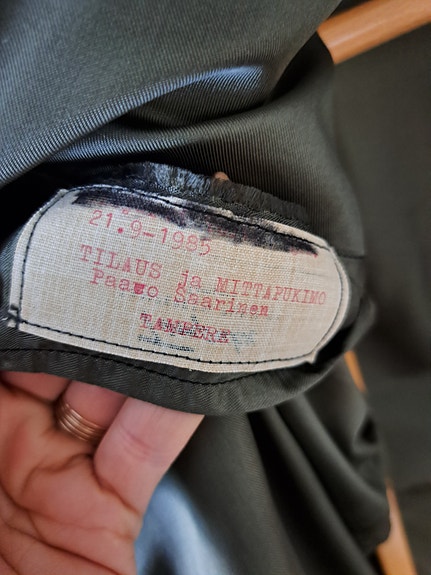 21.9-1985
TILAUS ja MITTAPUKIMO
Paavo Saarinen
TAMPERE